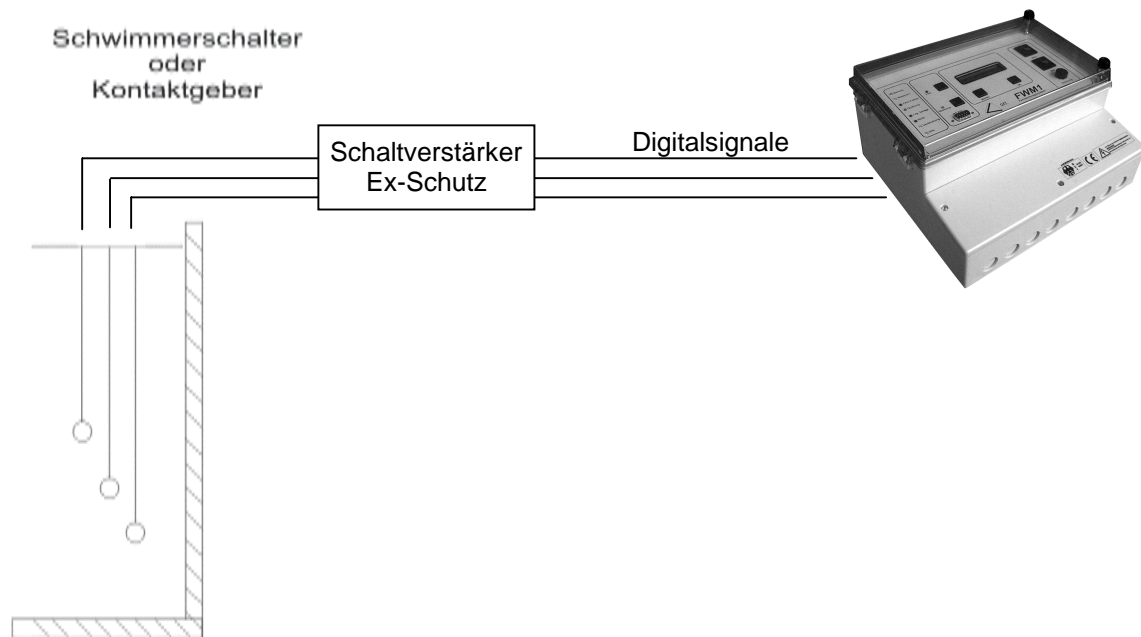 Schwimmerschalter
oder
Kontaktgeber
Schaltverstärker
Ex-Schutz
Digitalsignale
FWM1